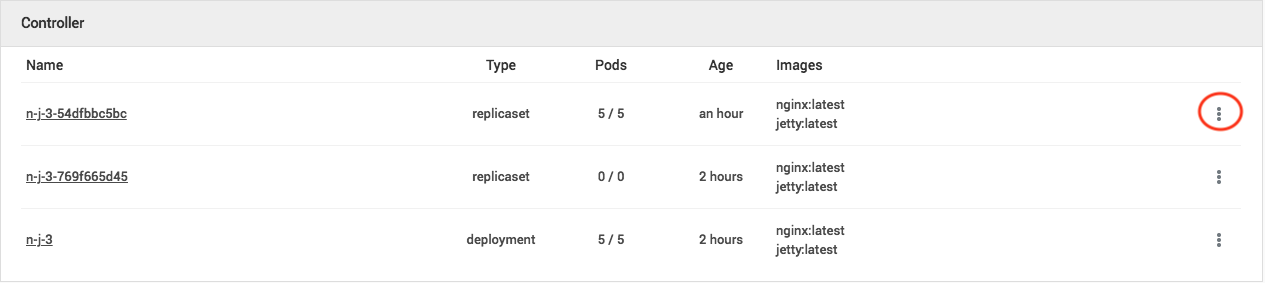 Controller
Name Type Pods Age Images
n-j-3-54dfbbc5bc replicaset 5 / 5 an hour nginx:latest
jetty:latest
n-j-3-769f665d45 replicaset 0 / 0 2 hours nginx:latest
jetty:latest
n-j-3 deployment 5 / 5 2 hours nginx:latest
jetty:latest